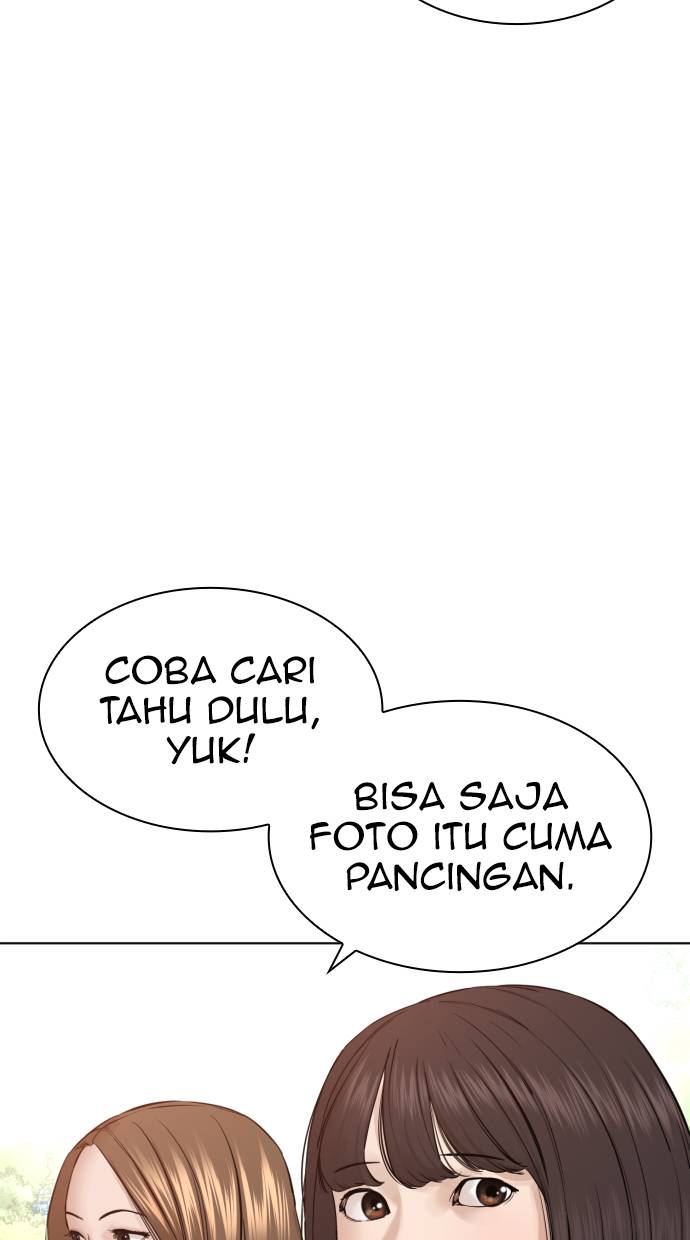 COBA CARI
TAHU DULU,
YUK!
BISA SAJA
FOTO ITU CUMA
PANCINGAN.